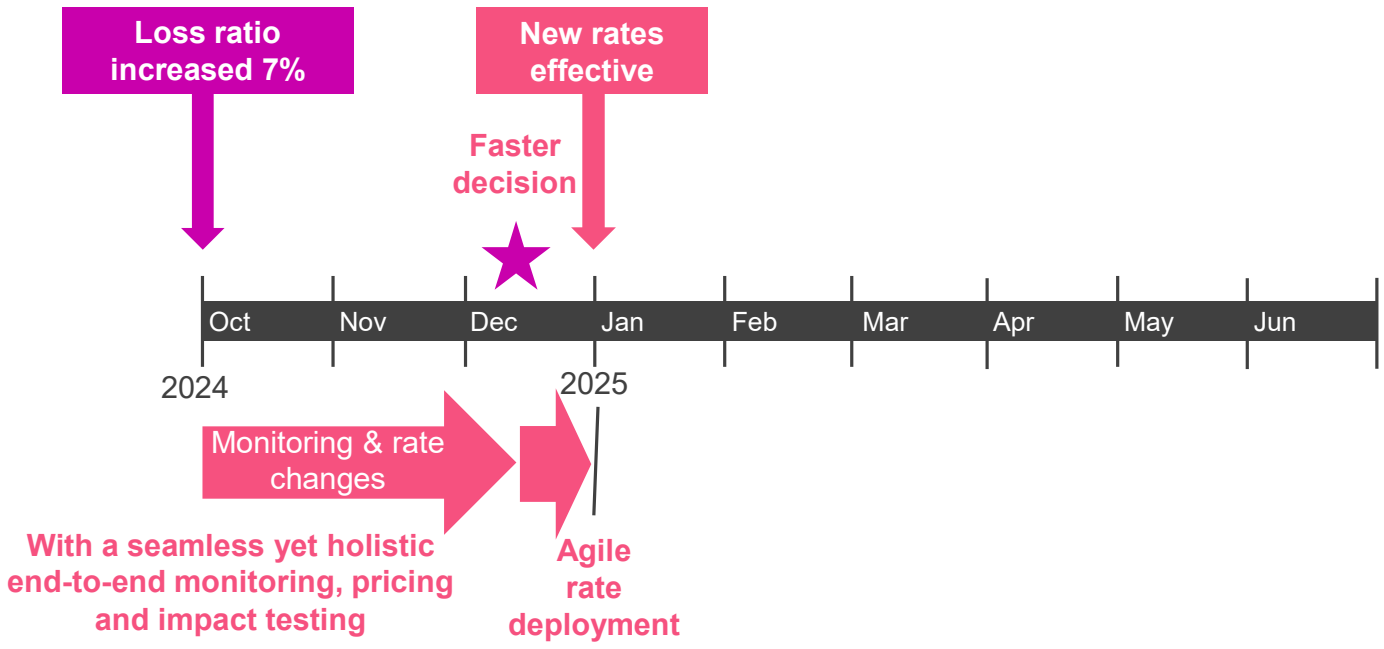 Loss ratio
increased 7%
New rates
effective
Faster
decision
Oct Nov Dec Jan Feb Mar Apr May Jun
2024 2025
Monitoring & rate
changes
With a seamless yet holistic
end-to-end monitoring, pricing
and impact testing
Agile
rate
deployment